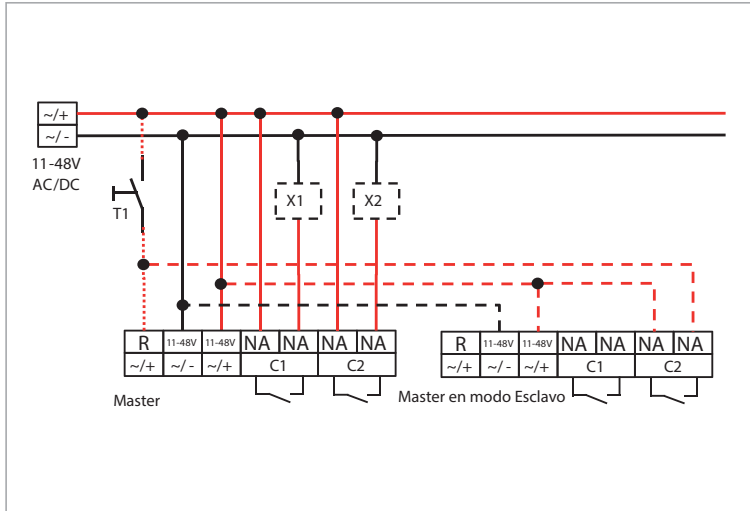 ~/+
~/ -
11-48V
AC/DC
T1
X1
X2
R 11-48V 11-48V NA NA NA NA
~/+ ~/ - ~/+ C1 C2
Master
R 11-48V 11-48V NA NA NA NA
~/+ ~/ - ~/+ C1 C2
Master en modo Esclavo